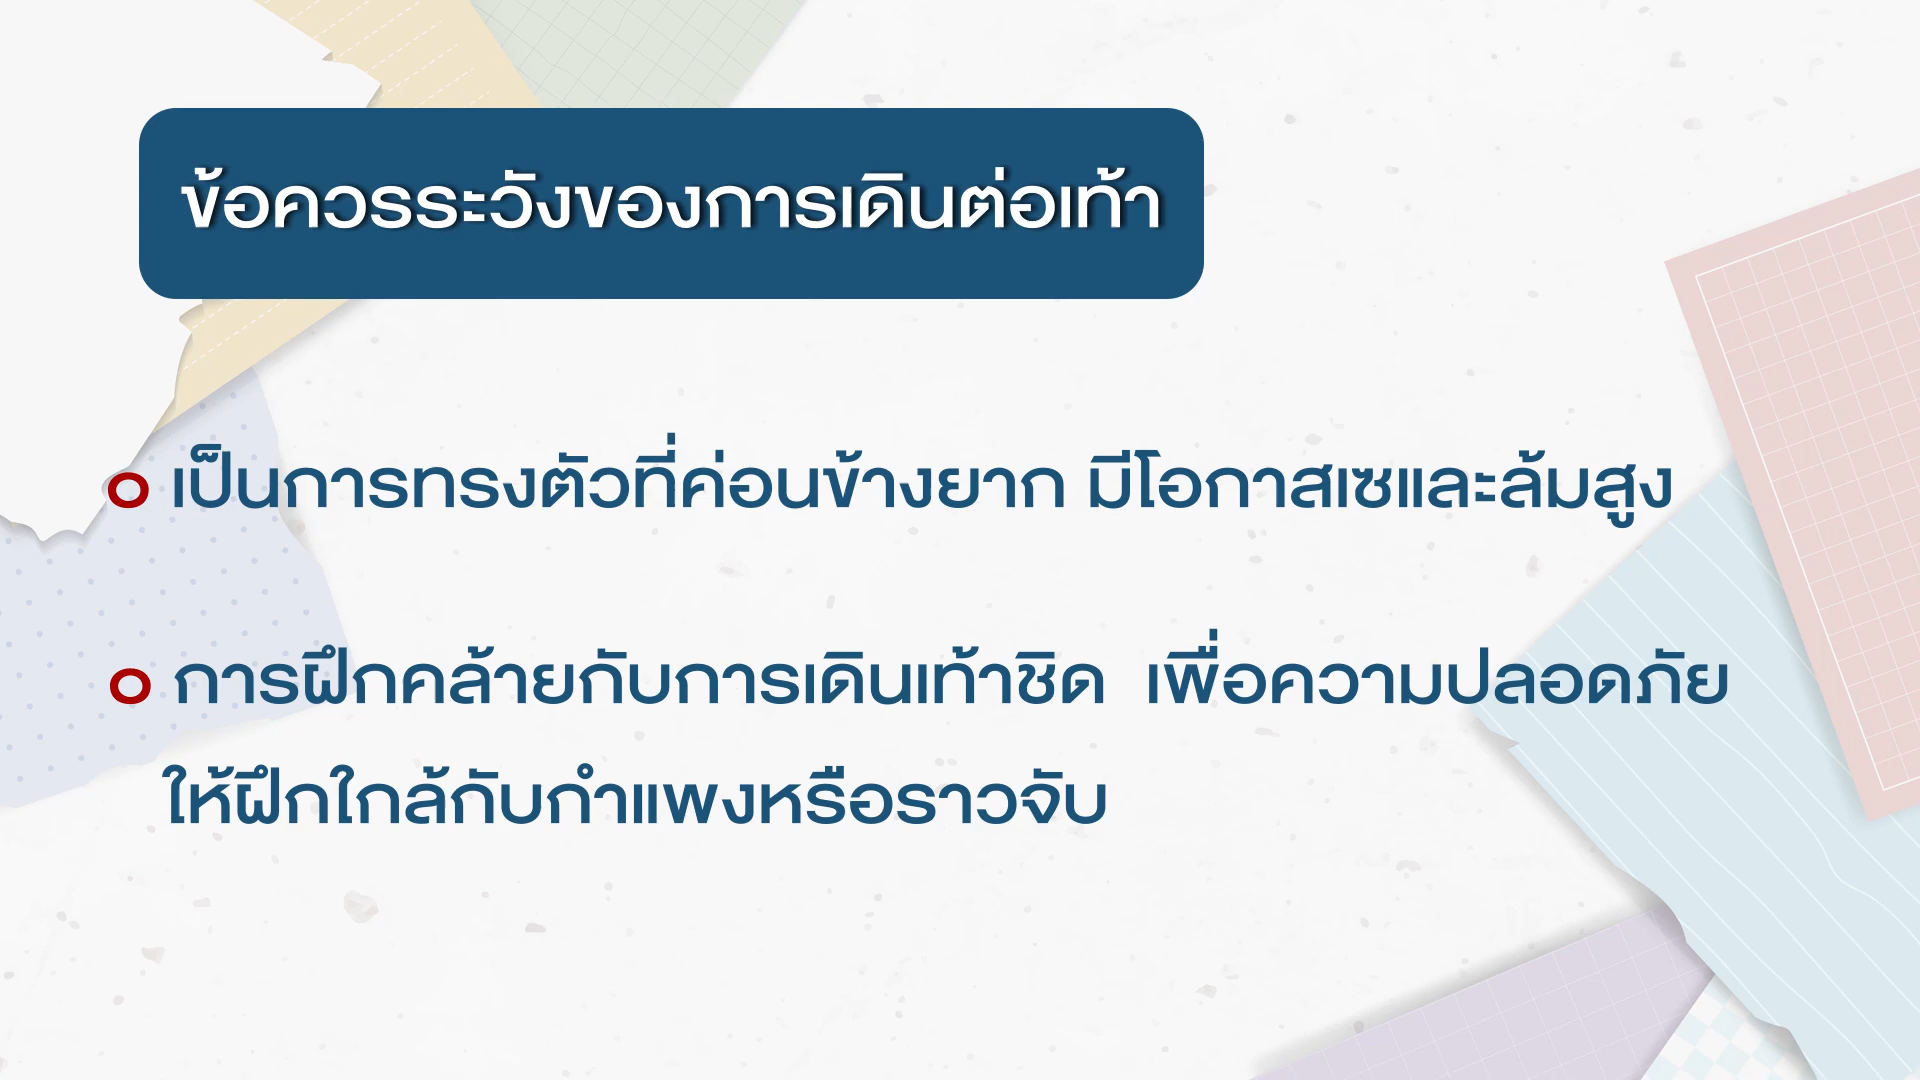 ข้อควรระวังของการเดินต่อเท้า
เป็นการทรงตัวที่ค่อนข้างยาก มีโอกาสเซและล้มสูง
การฝึกคล้ายกับการเดินเท้าชิด เพื่อความปลอดภัย
ให้ฝึกใกล้กับกำแพงหรือราวจับ